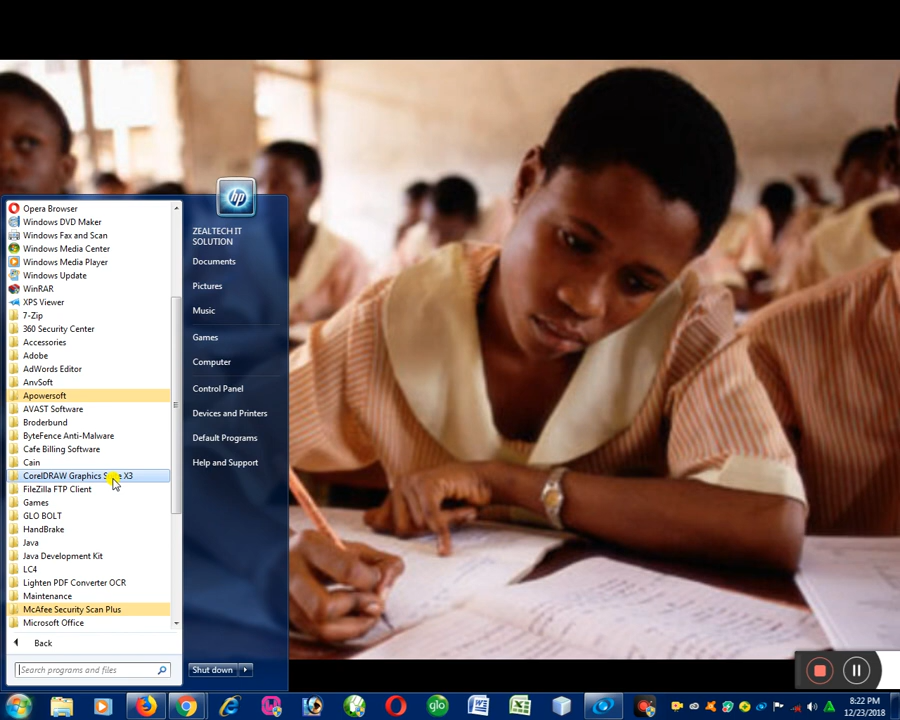 Opera Browser
Windows DVD Maker
Windows Fax and Scan
Windows Media Center
Windows Media Player
Windows Update
WinRAR
XPS Viewer
7-Zip
360 Security Center
Accessories
Adobe
AdWords Editor
AnvSoft
Apowersoft
AVAST Software
Broderbund
ByteFence Anti-Malware
Cafe Billing Software
Cain
CorelDRAW Graphics X3
FileZilla FTP Client
Games
GLO BOLT
HandBrake
Java
Java Development Kit
LC4
Lighten PDF Converter OCR
Maintenance
McAfee Security Scan Plus
Microsoft Office
Back
Search programs and files
hp
ZEALTECH IT
SOLUTION
Documents
Pictures
Music
Games
Computer
Control Panel
Devices and Printers
Default Programs
Help and Support
Shut down
glo
8:22 PM
12/23/2018